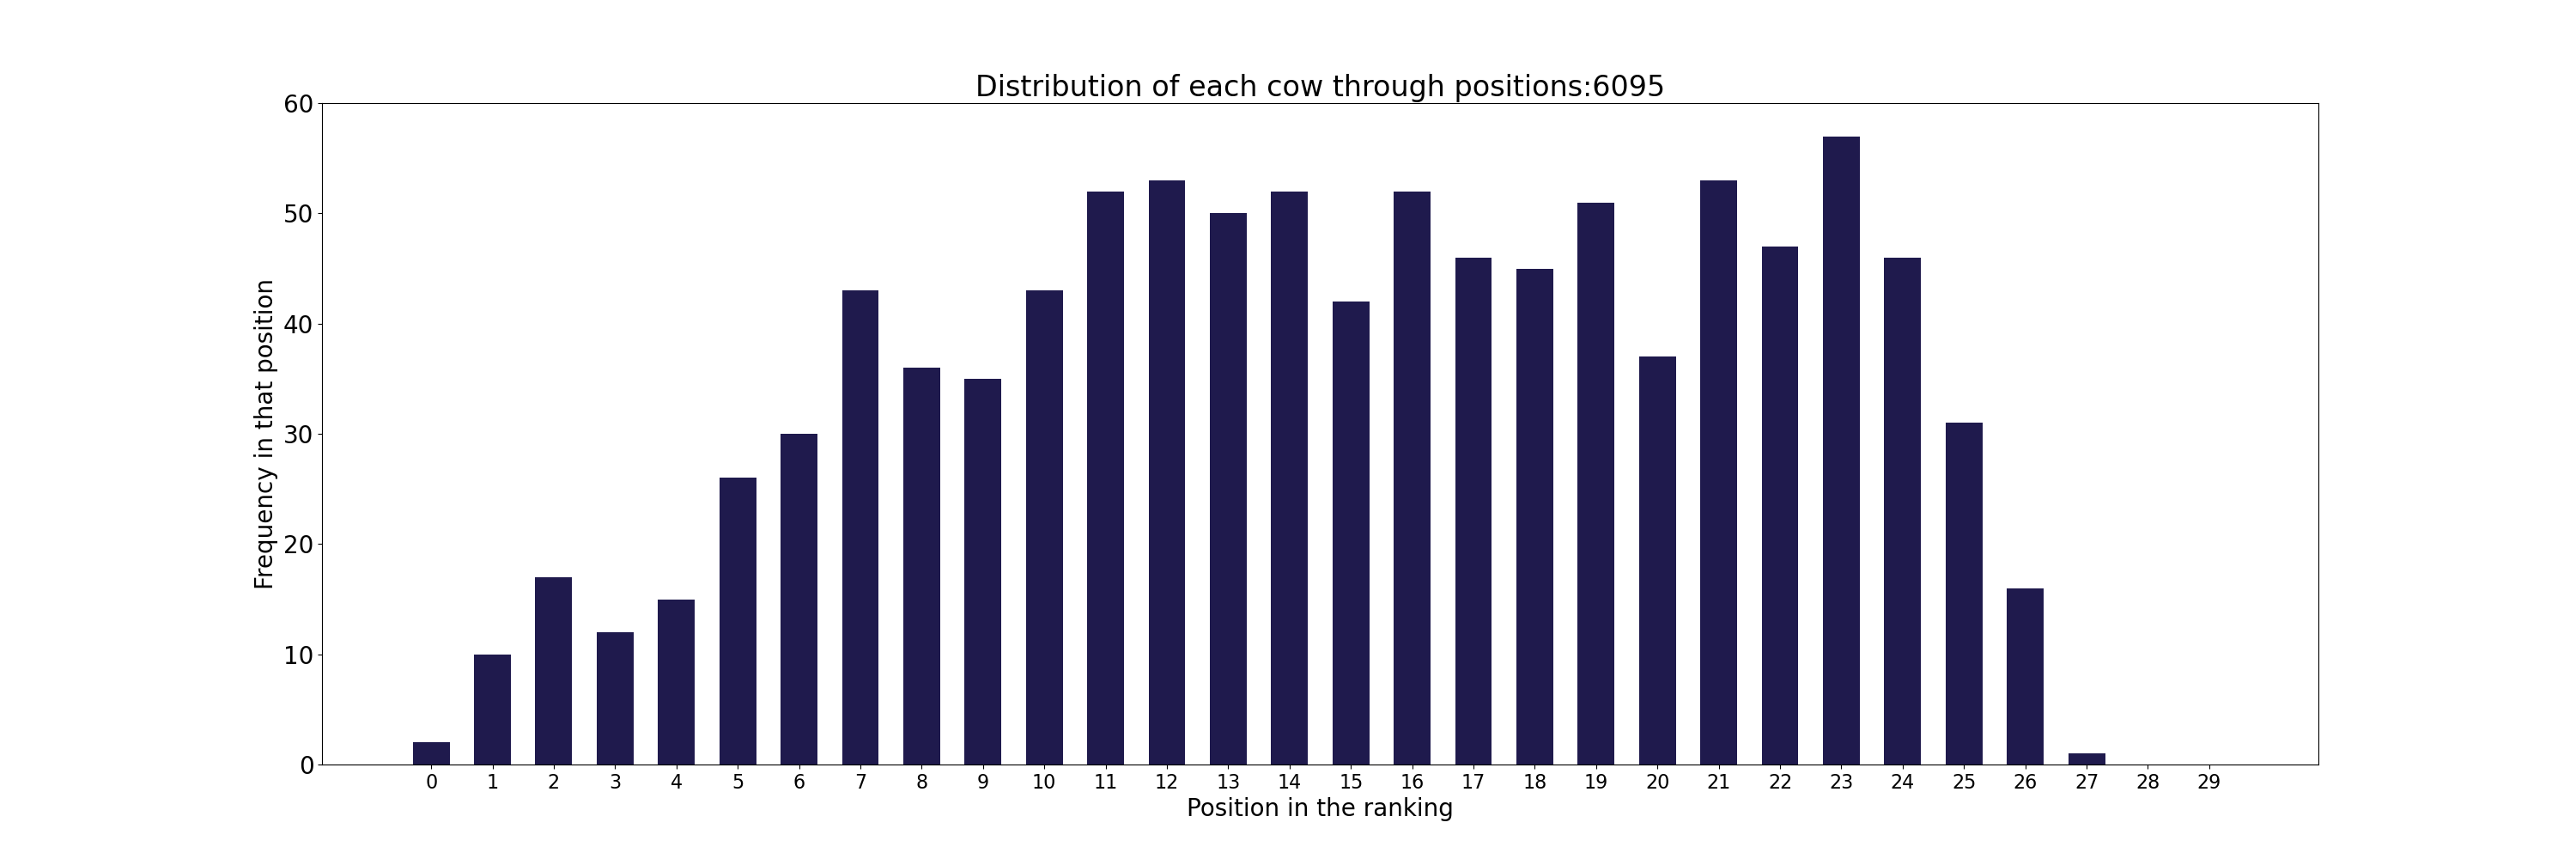 Distribution of each cow through positions:6095
60
50
40
30
20
10
0
Frequency in that position
0 1 2 3 4 5 6 7 8 9 10 11 12 13 14 15 16 17 18 19 20 21 22 23 24 25 26 27 28 29
Position in the ranking